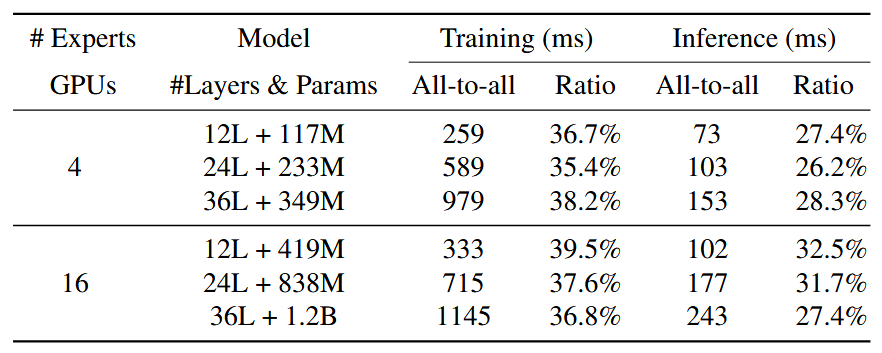 # Experts Model Training (ms) Inference (ms)
GPUs #Layers & Params All-to-all Ratio All-to-all Ratio
12L + 117M 259 36.7% 73 27.4%
4 24L + 233M 589 35.4% 103 26.2%
36L + 349M 979 38.2% 153 28.3%
12L + 419M 333 39.5% 102 32.5%
16 24L + 838M 715 37.6% 177 31.7%
36L + 1.2B 1145 36.8% 243 27.4%